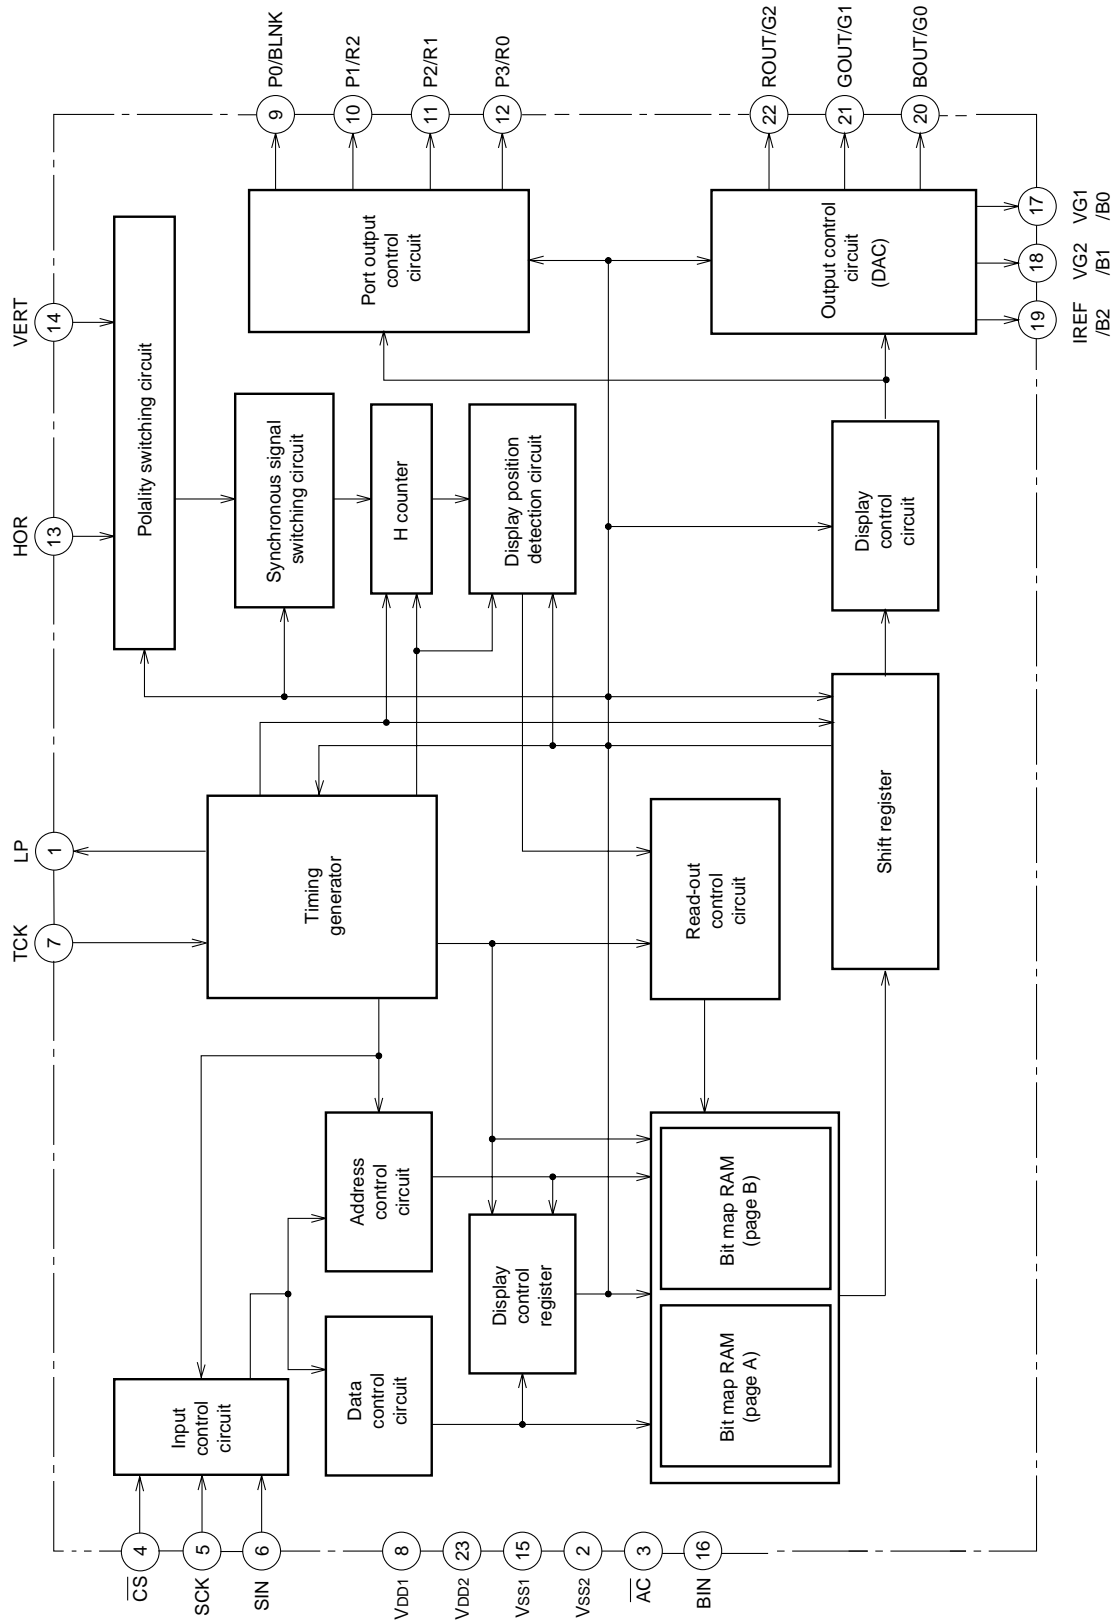 TCK
7
LP
1
HOR
13
VERT
14
CS
4
SCK
5
SIN
6
VDD1
8
VDD2
23
VSS1
15
VSS2
2
AC
3
BIN
16
Input
control
circuit
Data
control
circuit
Address
control
circuit
Timing
generator
Polality switching circuit
Synchronous signal
switching circuit
H counter
Display position
detection circuit
Display
control
register
Bit map RAM
(page A)
Bit map RAM
(page B)
Read-out
control
circuit
Shift register
Display
control
circuit
Port output
control
circuit
Output control
circuit
(DAC)
9
P0/BLNK
10
P1/R2
11
P2/R1
12
P3/R0
22
ROUT/G2
21
GOUT/G1
20
BOUT/G0
19
IREF
/B2
18
VG2
/B1
17
VG1
/B0